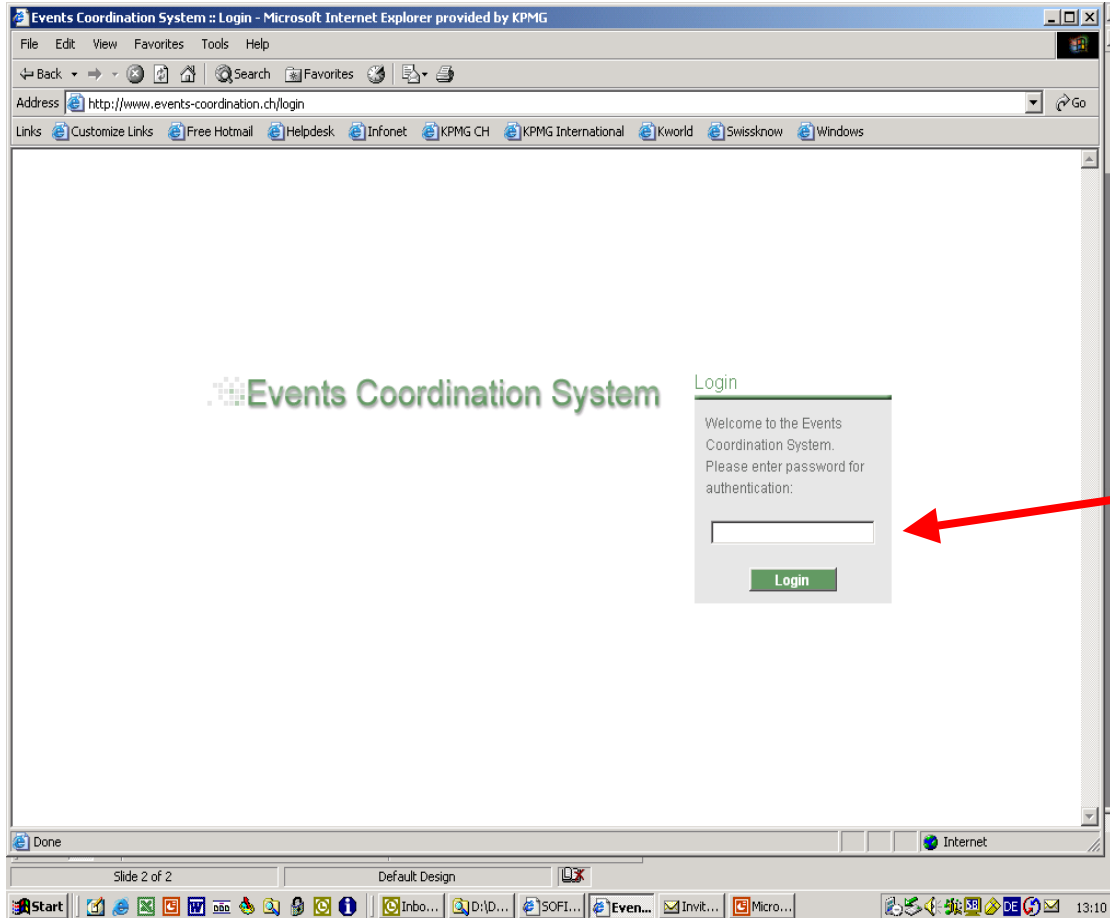 Events Coordination System :: Login - Microsoft Internet Explorer provided by KPMG
File Edit View Favorites Tools Help
Back Search Favorites
Address http://www.events-coordination.ch/login Go
Links Customize Links Free Hotmail Helpdesk Infonet KPMG CH KPMG International Kworld Swissknow Windows
Events Coordination System
Login
Welcome to the Events
Coordination System.
Please enter password for
authentication:
Login
Done Internet
Slide 2 of 2 Default Design
Start Inbo... D:\D... SOFI... Even... Invit... Micro... DE 13:10